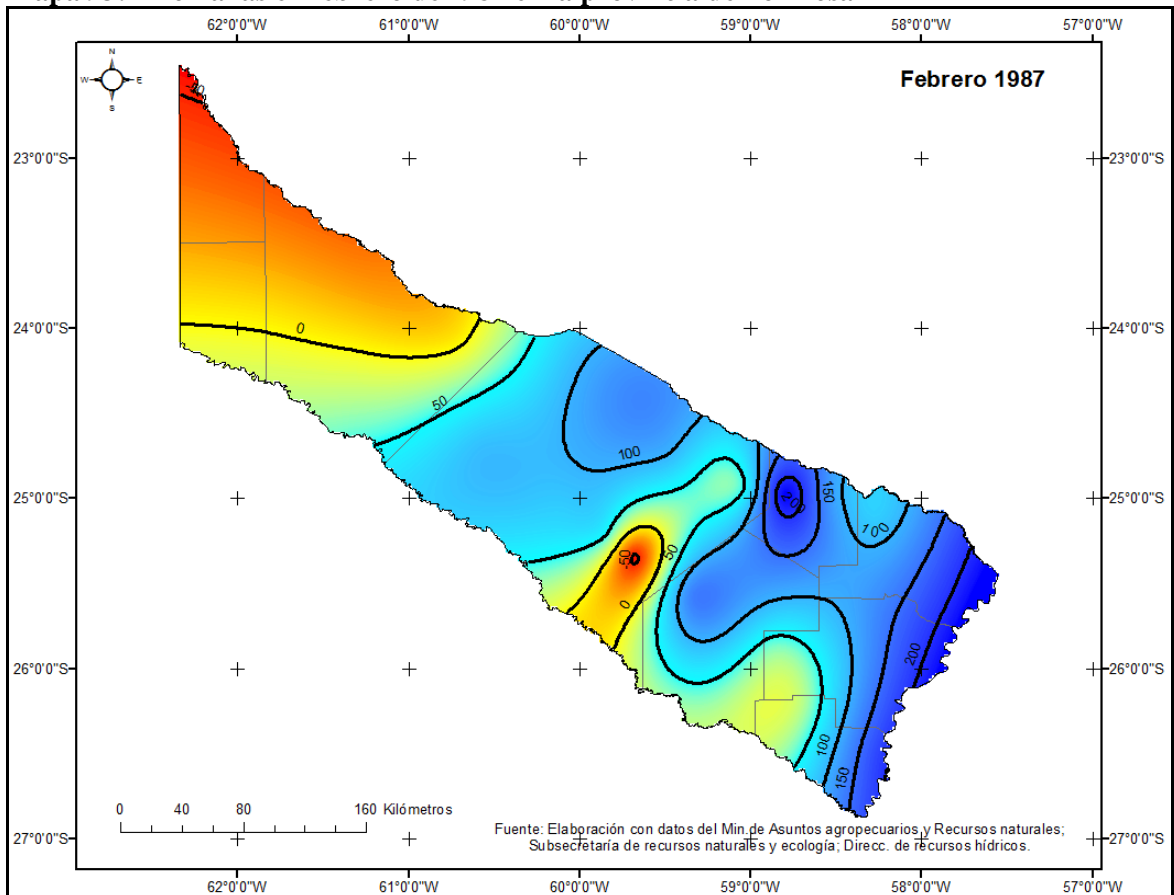 en la provincia de Formosa
62°0'0"W 61°0'0"W 60°0'0"W 59°0'0"W 58°0'0"W 57°0'0"W
N
W E
S
Febrero 1987
23°0'0"S 23°0'0"S
0
24°0'0"S 24°0'0"S
50
100
25°0'0"S 25°0'0"S
200
150
100
-50
50
0
26°0'0"S 26°0'0"S
200
100
150
0 40 80 160 Kilómetros
Fuente: Elaboración con datos del Min.de Asuntos agropecuarios y Recursos naturales;
Subsecretaría de recursos naturales y ecología; Direcc. de recursos hídricos.
27°0'0"S 27°0'0"S
62°0'0"W 61°0'0"W 60°0'0"W 59°0'0"W 58°0'0"W 57°0'0"W